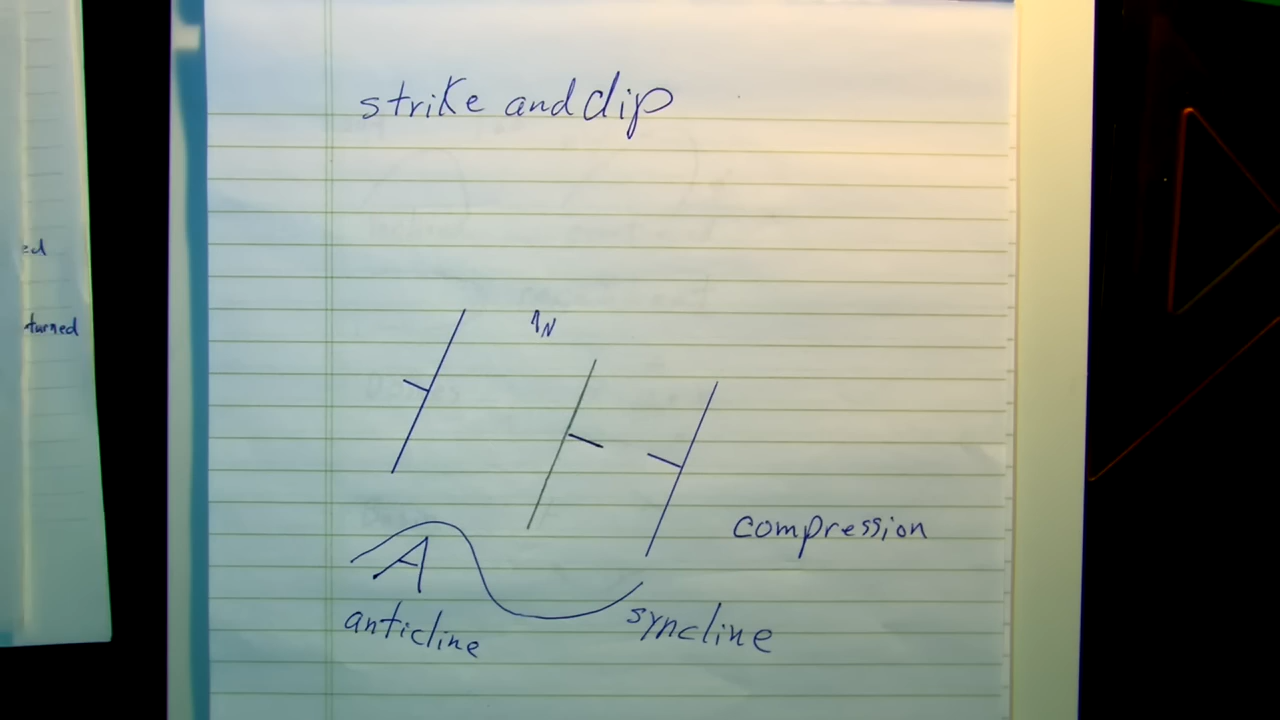 strike and dip
N
compression
A
anticline
syncline
ed
turned